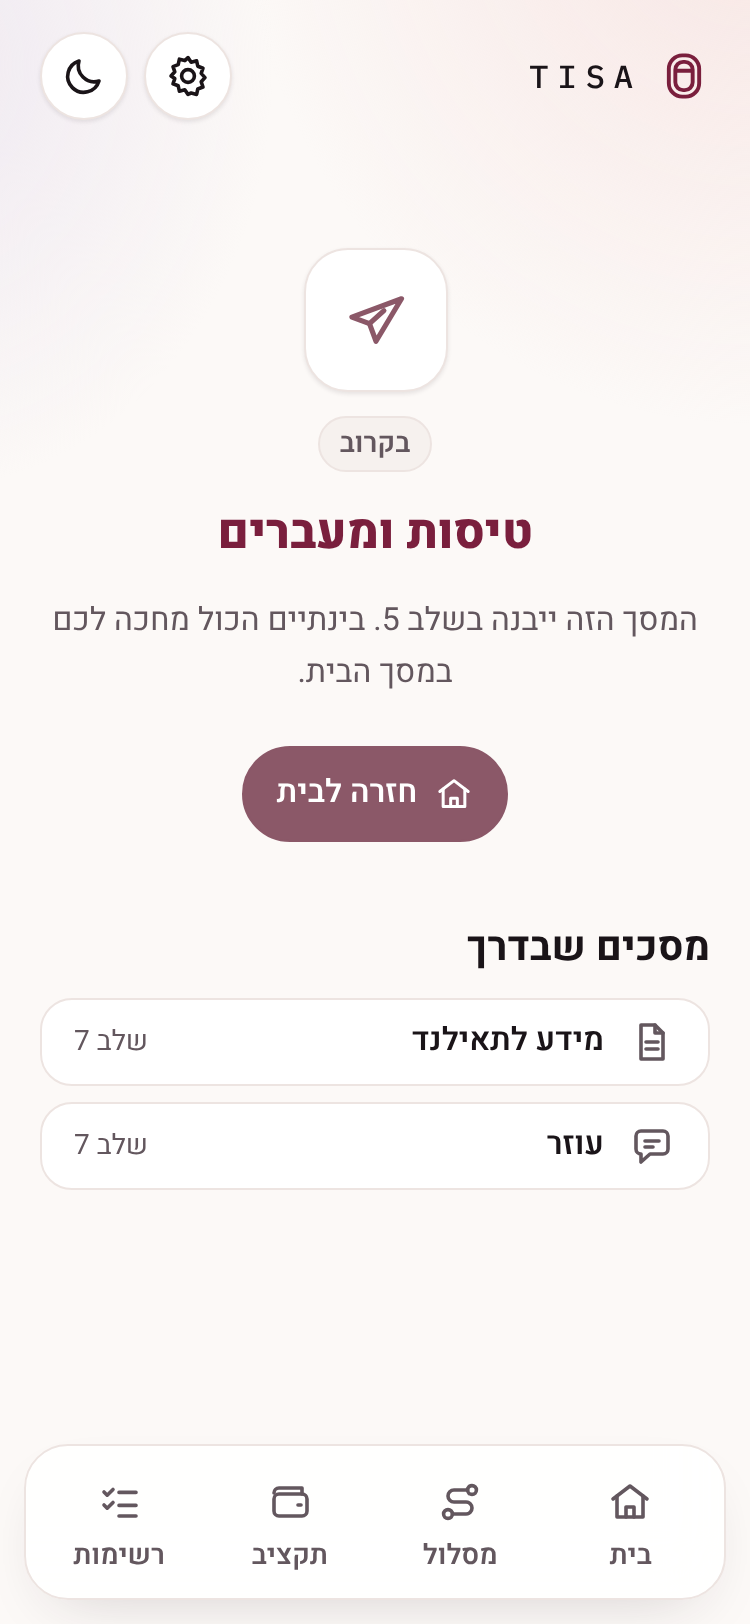 TISA
בקרוב
טיסות ומעברים
המסך הזה ייבנה בשלב 5. בינתיים הכול מחכה לכם
במסך הבית.
חזרה לבית
מסכים שבדרך
מידע לתאילנד
שלב 7
עוזר
שלב 7
בית
מסלול
תקציב
רשימות